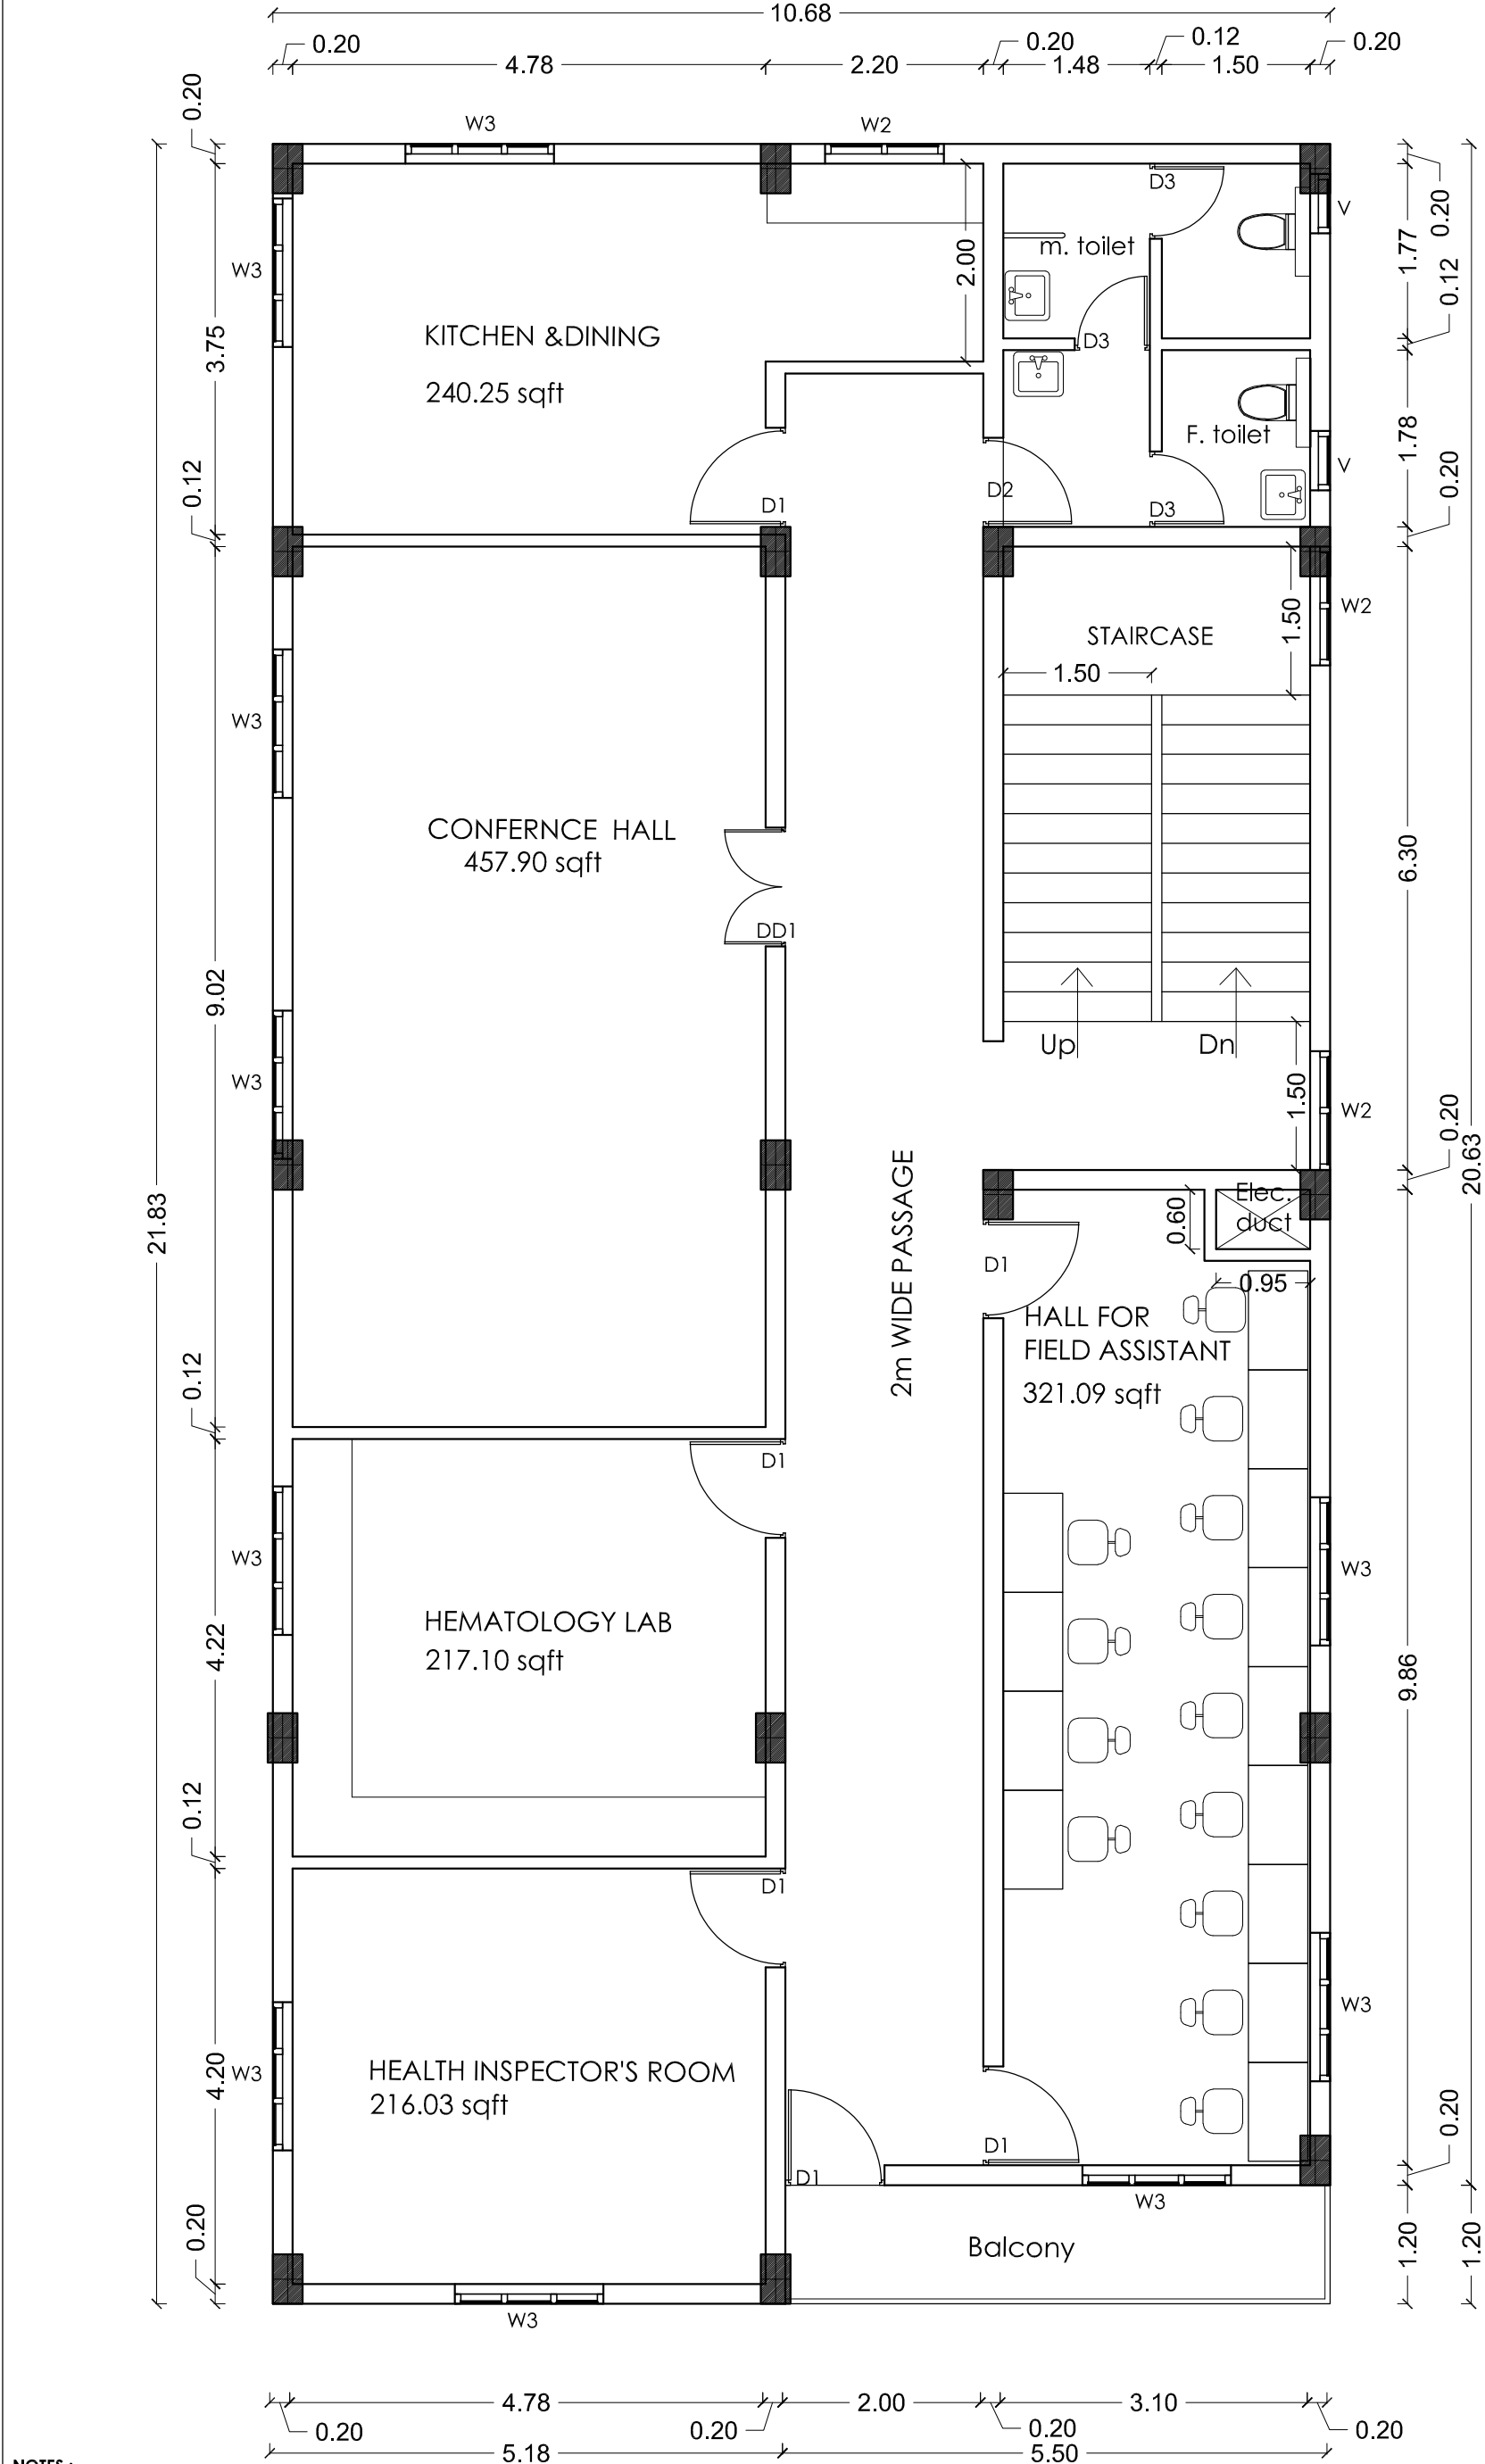 10.68
0.20
0.20
0.12
0.20
4.78
2.20
1.48
1.50
0.20
W3
W2
D3
V
0.20
1.77
m. toilet
W3
2.00
0.12
KITCHEN &DINING
3.75
D3
240.25 sqft
F. toilet
1.78
V
0.20
0.12
D1
D2
D3
W2
STAIRCASE
1.50
1.50
W3
CONFERNCE HALL
457.90 sqft
6.30
DD1
9.02
Up
Dn
W3
1.50
W2
0.20
20.63
2m WIDE PASSAGE
Elec.
duct
0.60
21.83
D1
0.95
HALL FOR
FIELD ASSISTANT
321.09 sqft
0.12
D1
W3
W3
HEMATOLOGY LAB
217.10 sqft
4.22
9.86
0.12
D1
W3
HEALTH INSPECTOR'S ROOM
216.03 sqft
4.20
W3
0.20
D1
D1
W3
0.20
Balcony
1.20
1.20
W3
4.78
2.00
3.10
0.20
0.20
0.20
0.20
5.18
5.50
NOTES :